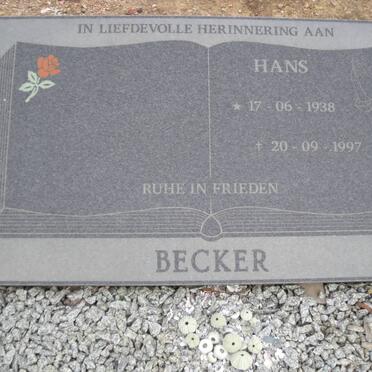 IN LIEFDEVOLLE HERINNERING AAN
HANS
★ 17 - 06 - 1938
† 20 - 09 - 1997
RUHE IN FRIEDEN
BECKER